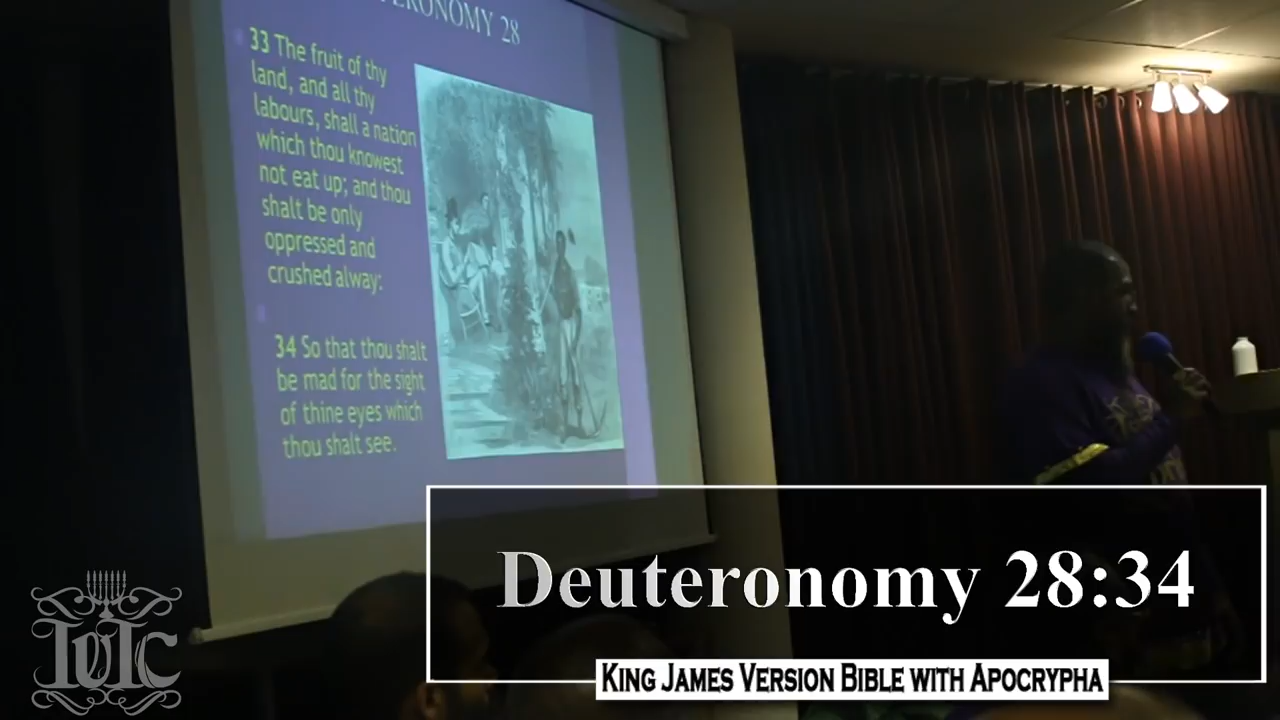 DEUTERONOMY 28
33 The fruit of thy
land, and all thy
labours, shall a nation
which thou knowest
not eat up; and thou
shalt be only
oppressed and
crushed alway:
34 So that thou shalt
be mad for the sight
of thine eyes which
thou shalt see.
Deuteronomy 28:34
KING JAMES VERSION BIBLE WITH APOCRYPHA
IUIC